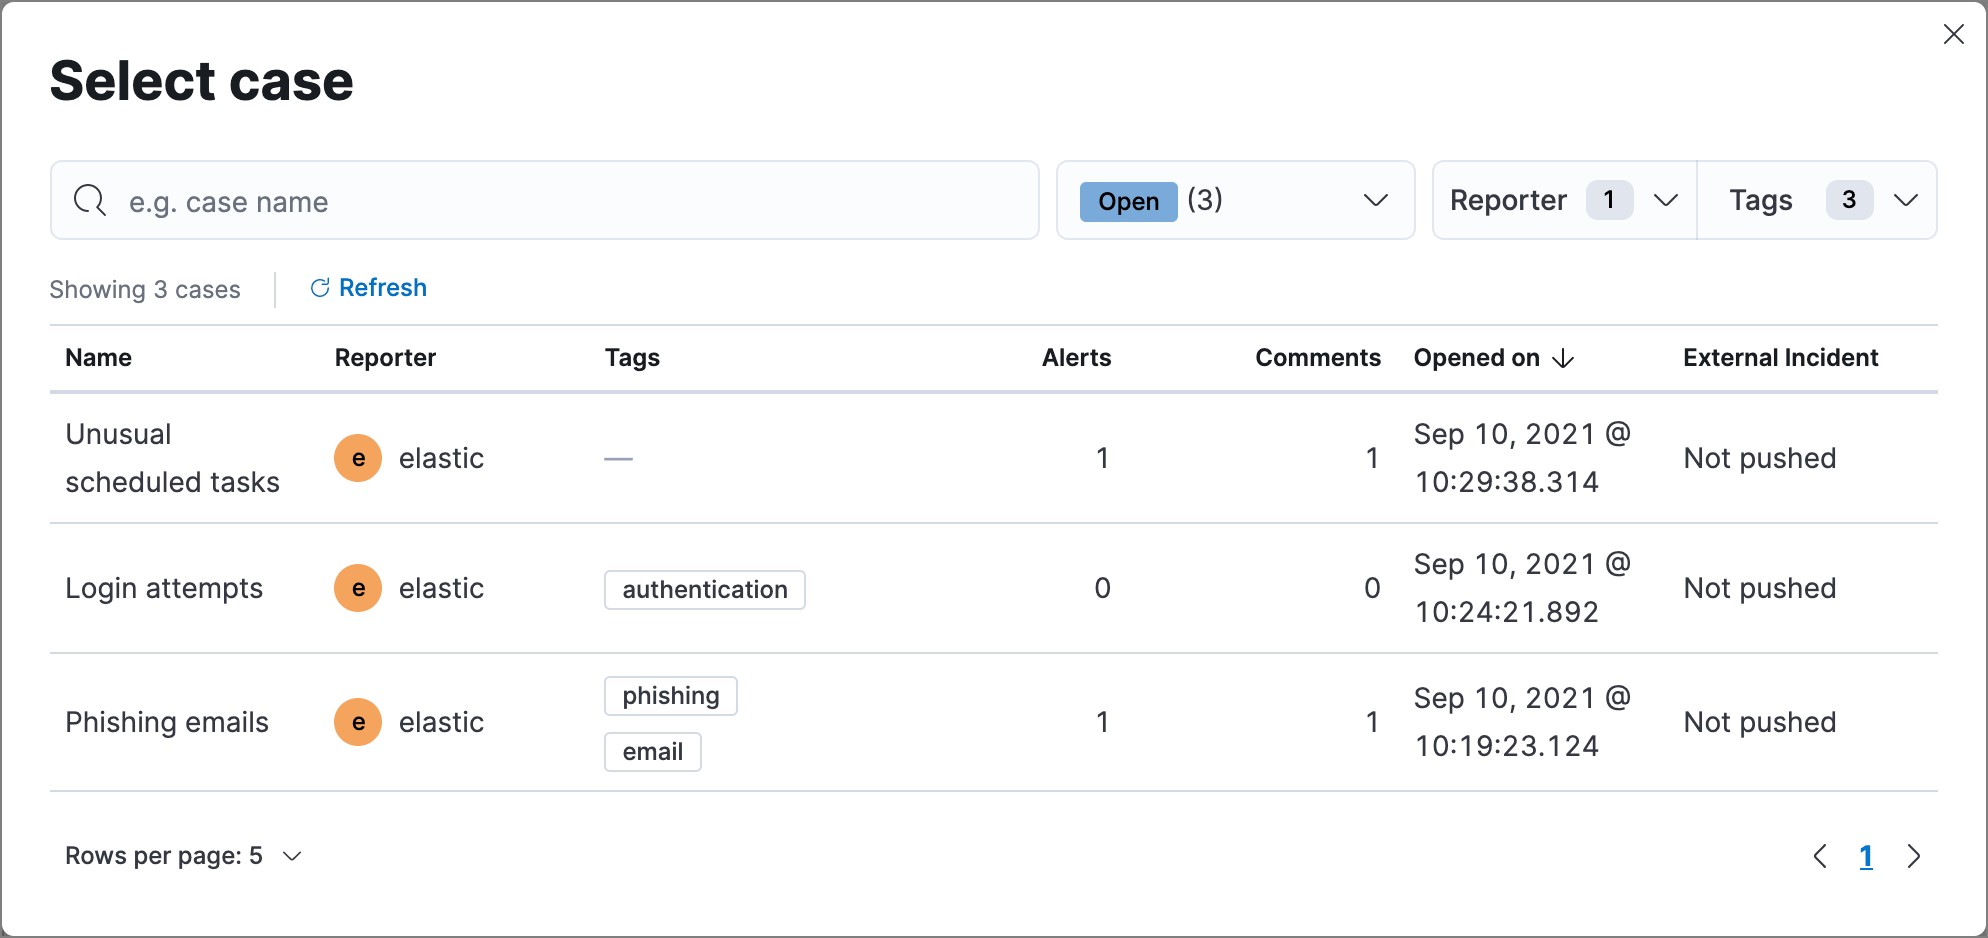 Select case
e.g. case name
Open (3)
Reporter 1
Tags 3
Showing 3 cases
Refresh
Name Reporter Tags Alerts Comments Opened on External Incident
Unusual scheduled tasks e elastic — 1 1 Sep 10, 2021 @ 10:29:38.314 Not pushed
Login attempts e elastic authentication 0 0 Sep 10, 2021 @ 10:24:21.892 Not pushed
Phishing emails e elastic phishing email 1 1 Sep 10, 2021 @ 10:19:23.124 Not pushed
Rows per page: 5
1